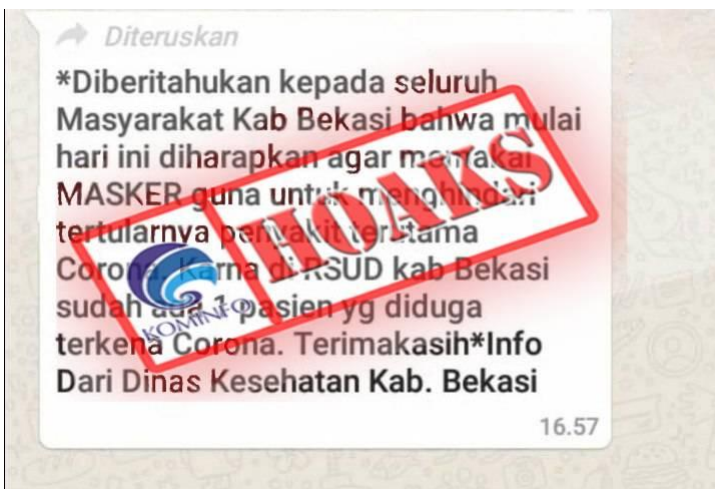 Diteruskan
*Diberitahukan kepada seluruh
Masyarakat Kab Bekasi bahwa mulai
hari ini diharapkan agar memakai
MASKER guna untuk menghindari
tertularnya penyakit terutama
Corona. Karna di RSUD kab Bekasi
sudah ada 1 pasien yg diduga
terkena Corona. Terimakasih*Info
Dari Dinas Kesehatan Kab. Bekasi
16.57
HOAKS
KOMINFO